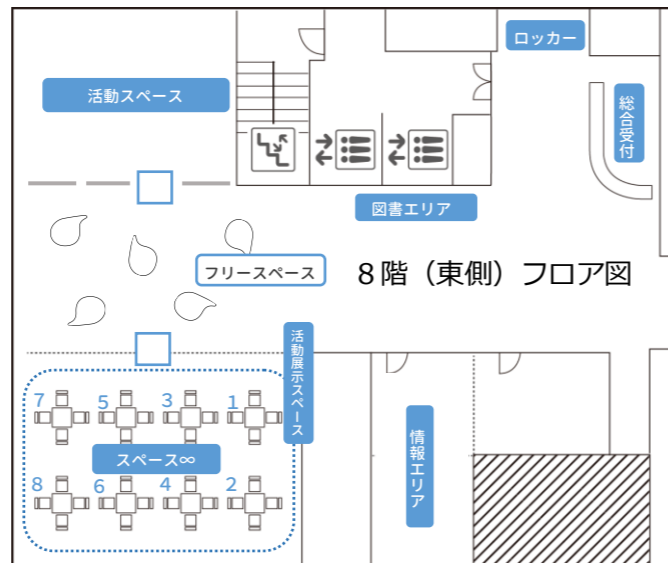 ロッカー
活動スペース
総合受付
図書エリア
フリースペース
8階（東側）フロア図
活動展示スペース
7
5
3
1
スペース∞
情報エリア
8
6
4
2